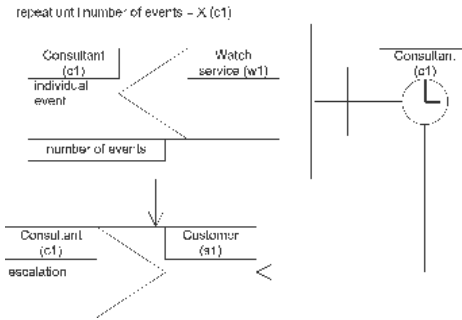 repeat until number of events = X (c1)
Consultant
(c1)
Watch
service (w1)
Consultant
(c1)
individual
event
number of events
Consultant
(c1)
Customer
(s1)
escalation